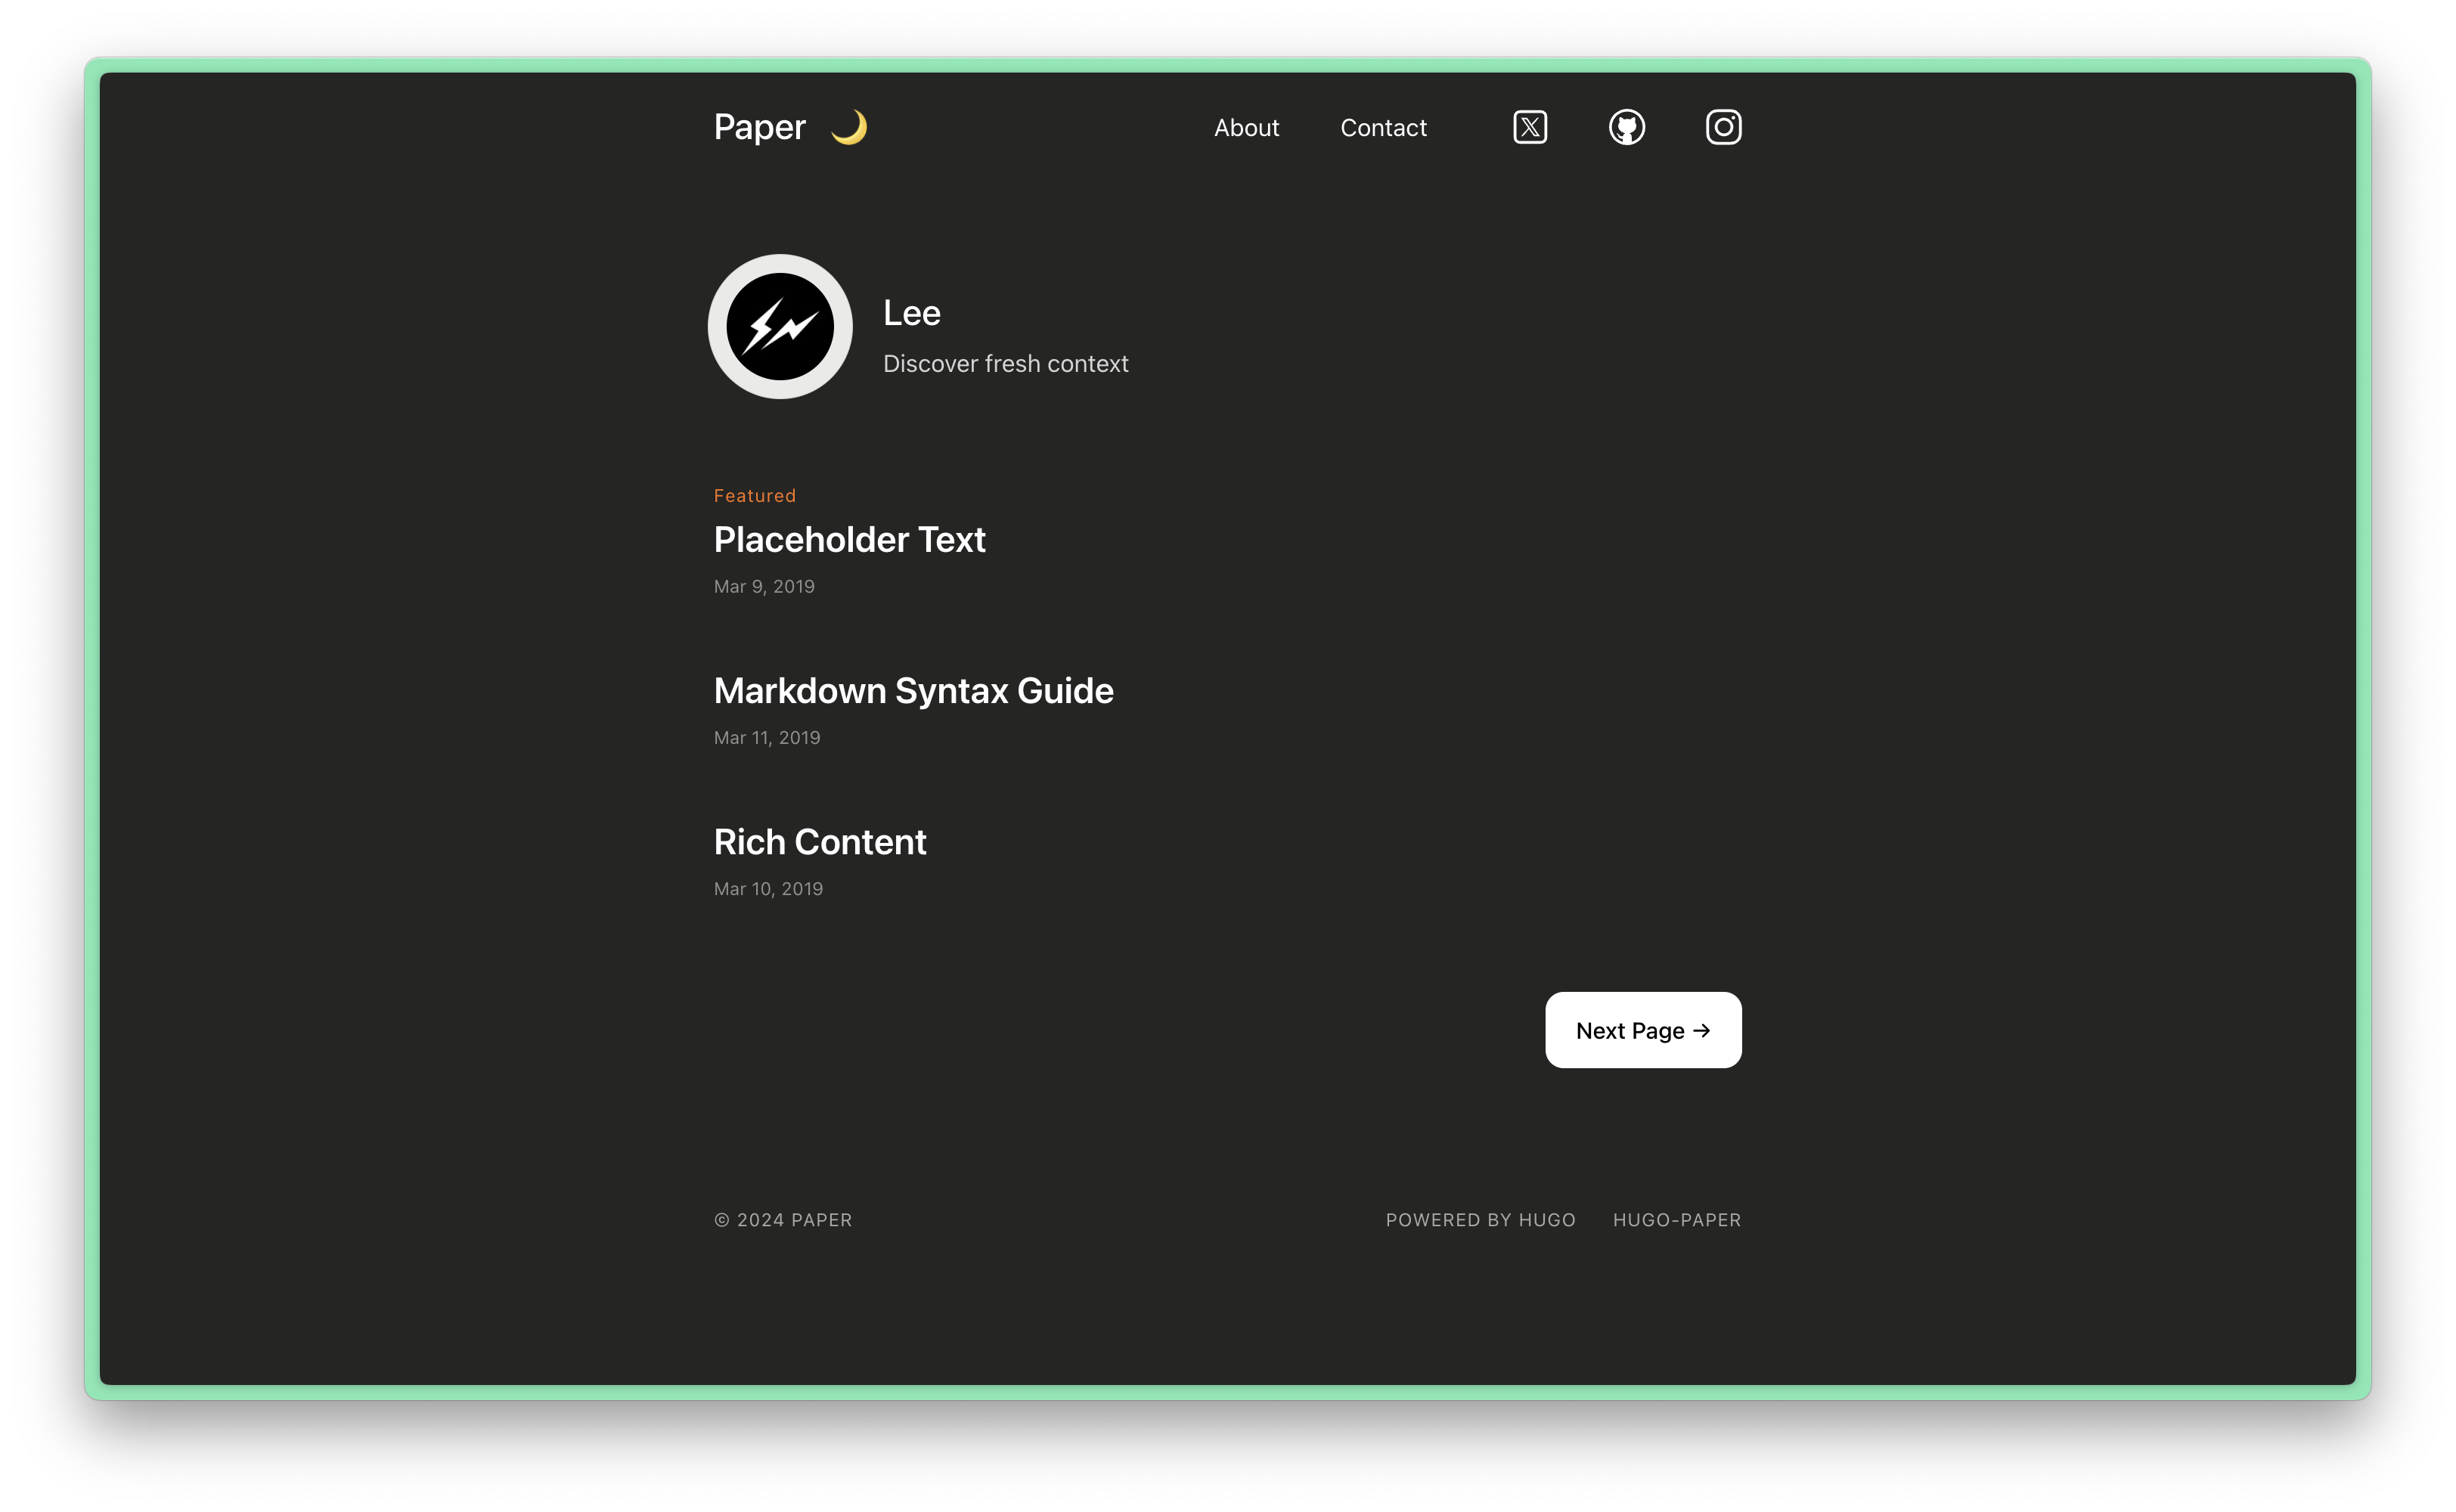 Paper
About
Contact
Lee
Discover fresh context
Featured
Placeholder Text
Mar 9, 2019
Markdown Syntax Guide
Mar 11, 2019
Rich Content
Mar 10, 2019
Next Page →
© 2024 PAPER
POWERED BY HUGO
HUGO-PAPER